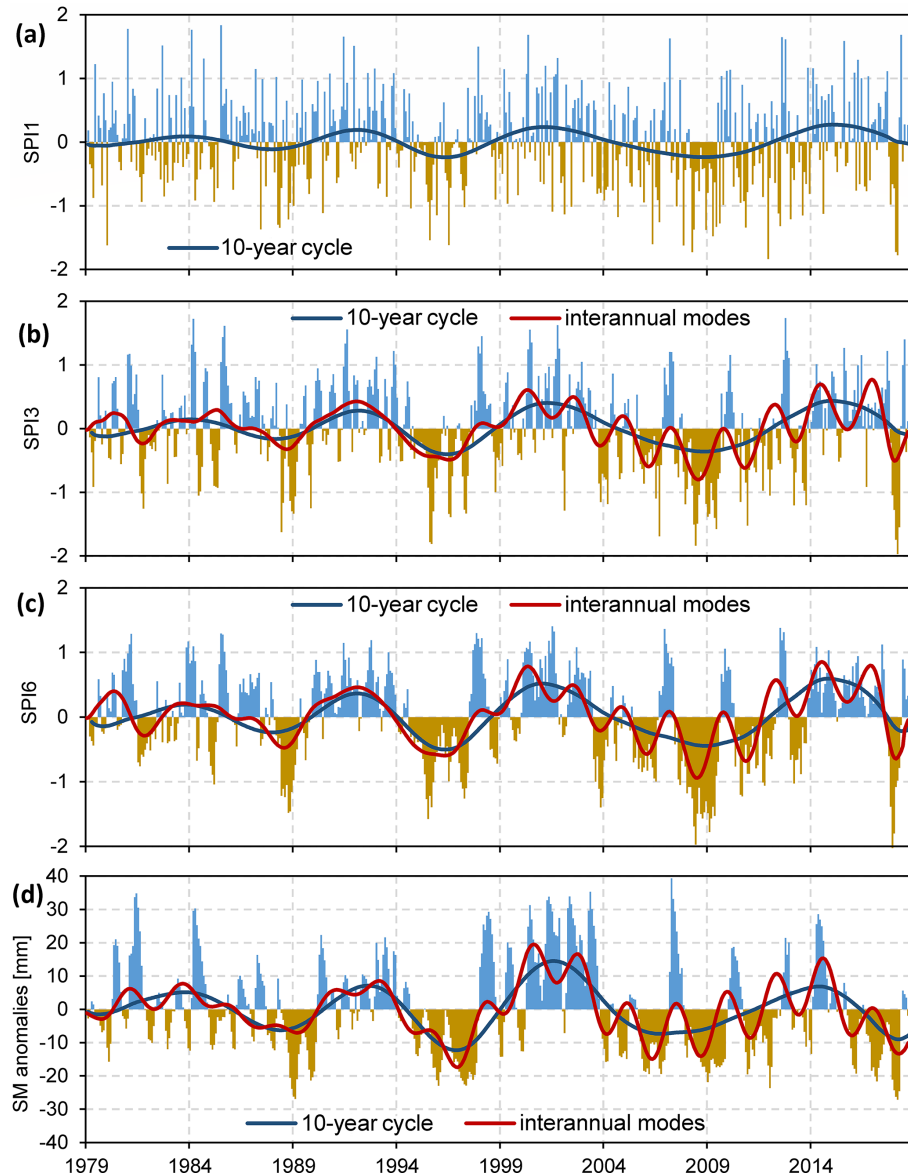 (a)
2
1
0
-1
-2
SPI1
10-year cycle
(b)
2
1
0
-1
-2
SPI3
10-year cycle interannual modes
(c)
2
1
0
-1
-2
SPI6
10-year cycle interannual modes
(d)
40
30
20
10
0
-10
-20
-30
-40
SM anomalies [mm]
10-year cycle interannual modes
1979 1984 1989 1994 1999 2004 2009 2014